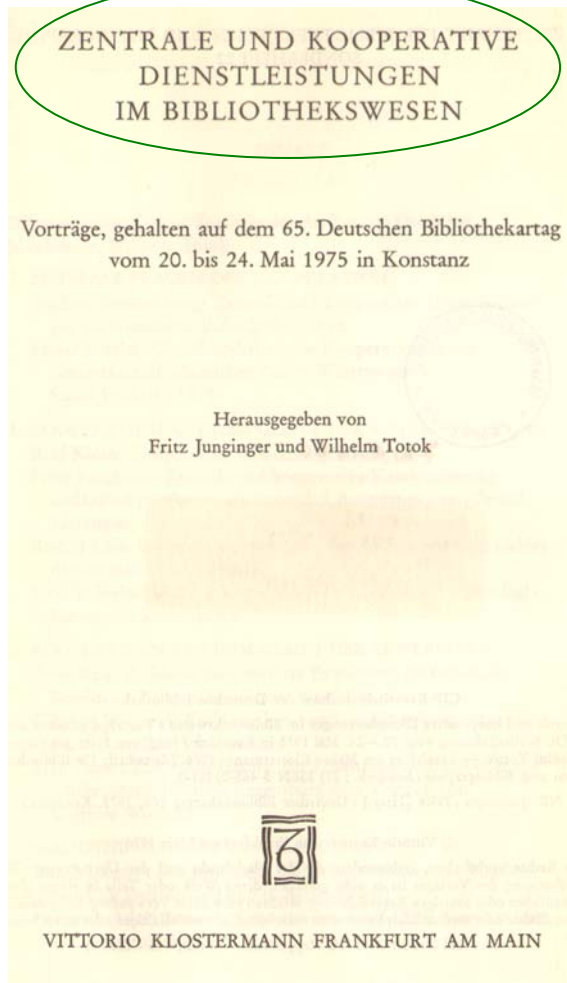 ZENTRALE UND KOOPERATIVE
DIENSTLEISTUNGEN
IM BIBLIOTHEKSWESEN
Vorträge, gehalten auf dem 65. Deutschen Bibliothekartag
vom 20. bis 24. Mai 1975 in Konstanz
Herausgegeben von
Fritz Junginger und Wilhelm Totok
VITTORIO KLOSTERMANN FRANKFURT AM MAIN